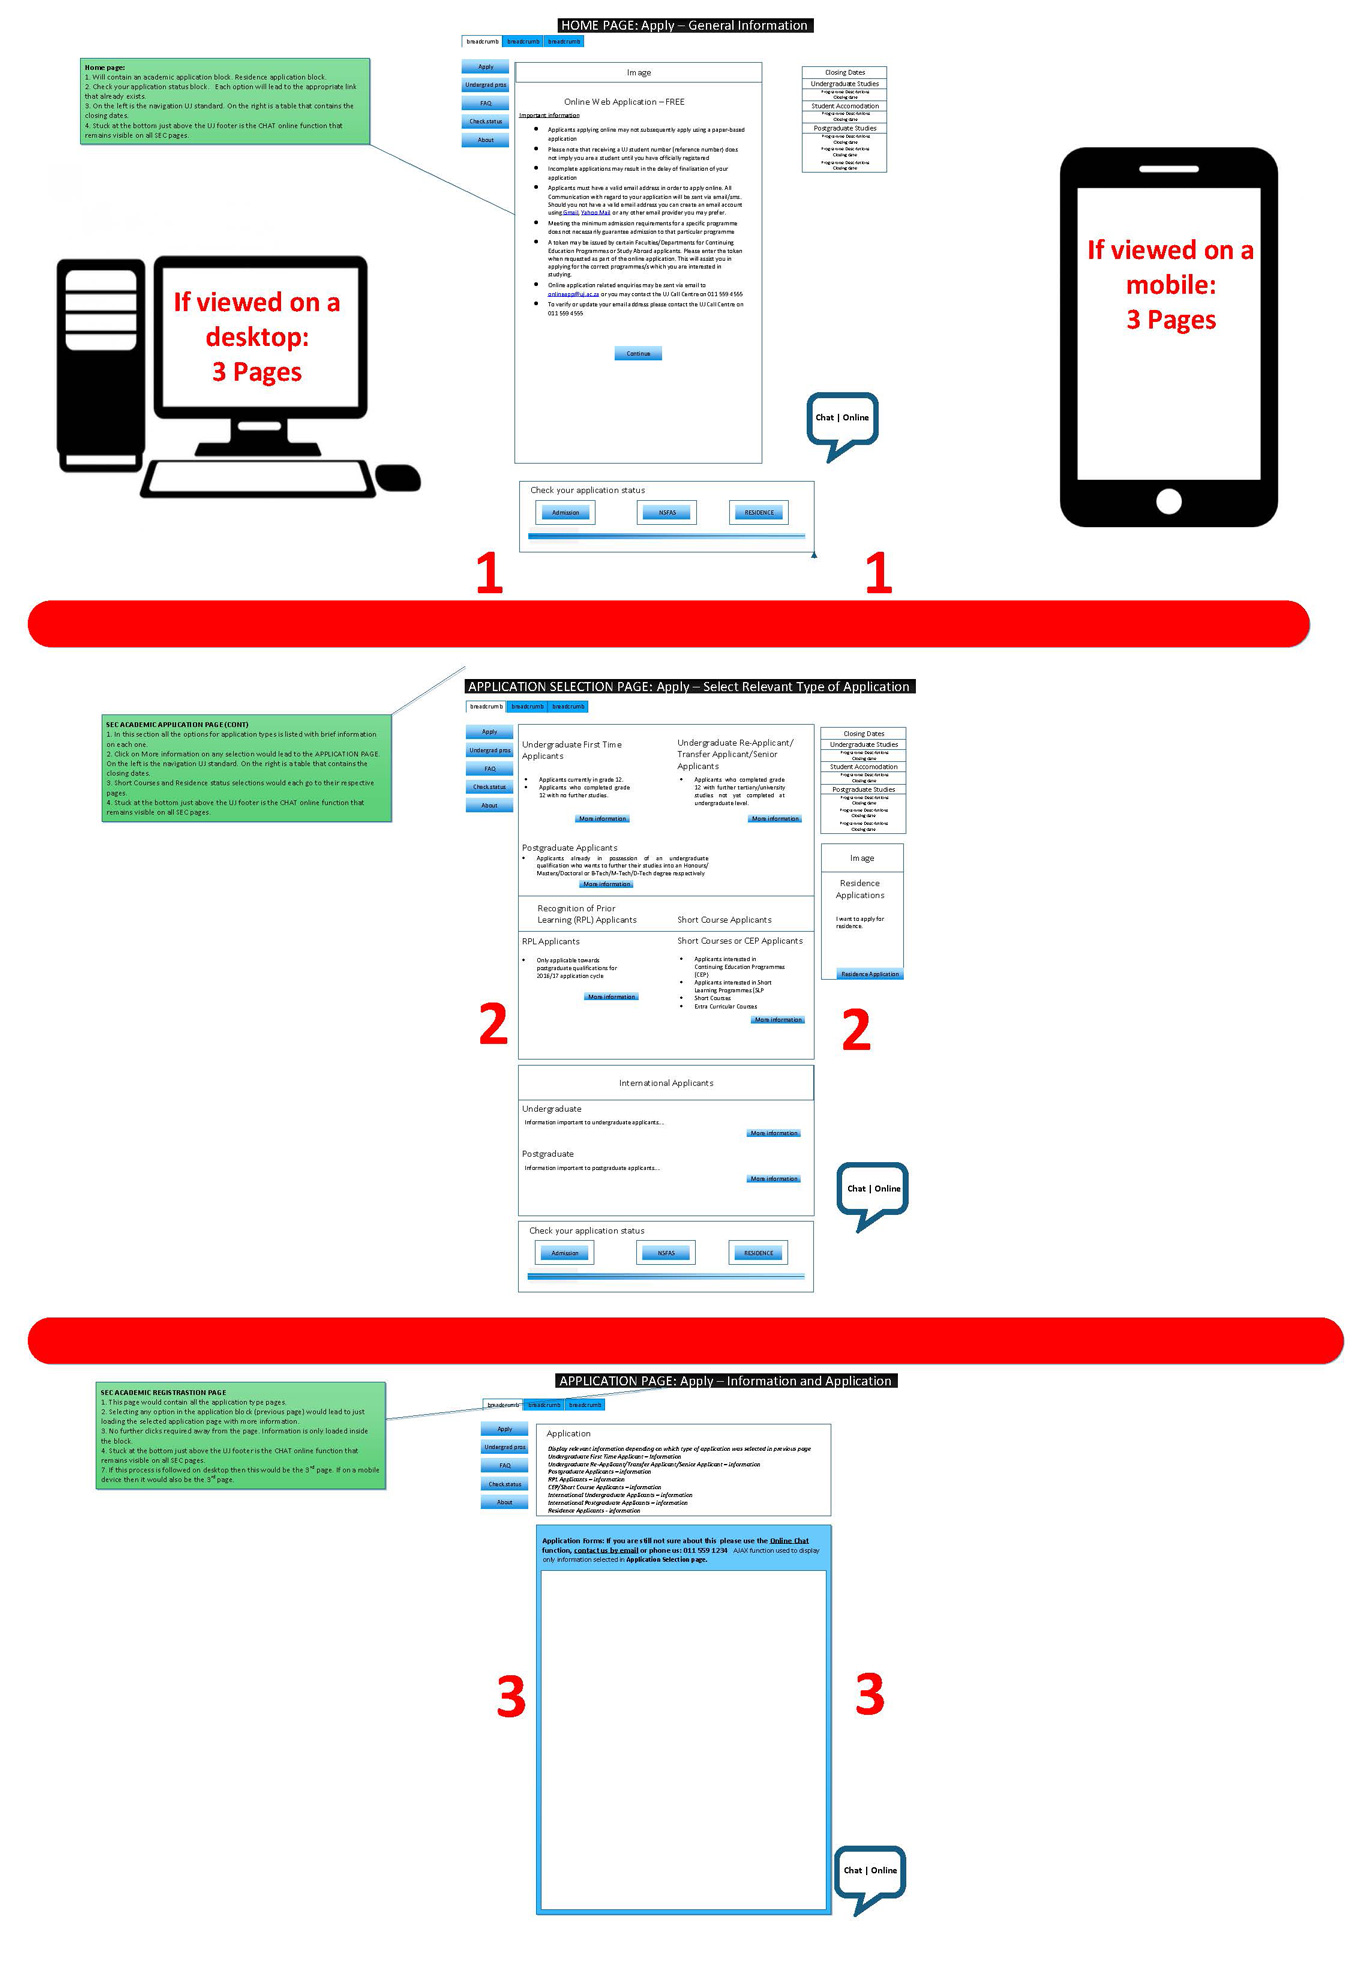 HOME PAGE: Apply – General Information
breadcrumb breadcrumb breadcrumb
Home page:
1. Will contain an academic application block. Residence application block.
2. Check your application status block. Each option will lead to the appropriate link
that already exists.
3. On the left is the navigation UJ standard. On the right is a table that contains the
closing dates.
4. Stuck at the bottom just above the UJ footer is the CHAT online function that
remains visible on all SEC pages.
Apply
Undergrad pros
FAQ
Check status
About
Image
Online Web Application – FREE
Important information
• Applicants applying online may not subsequently apply using a paper-based
application
• Please note that receiving a UJ student number (reference number) does
not imply you are a student until you have officially registered
• Incomplete applications may result in the delay of finalisation of your
application
• Applicants must have a valid email address in order to apply online. All
Communication with regard to your application will be sent via email/sms.
Should you not have a valid email address you can create an email account
using Gmail, Yahoo Mail or any other email provider you may prefer.
• Meeting the minimum admission requirements for a specific programme
does not necessarily guarantee admission to that particular programme
• A token may be issued by certain Faculties/Departments for Continuing
Education Programmes or Study Abroad applicants. Please enter the token
when requested as part of the online application. This will assist you in
applying for the correct programme/s which you are interested in
studying.
• Online application related enquiries may be sent via email to
onlineapp@uj.ac.za or you may contact the UJ Call Centre on 011 559 4555
• To verify or update your email address please contact the UJ Call Centre on
011 559 4555
Continue
Closing Dates
Undergraduate Studies
Programme Descriptions
Closing date
Student Accomodation
Programme Descriptions
Closing date
Postgraduate Studies
Programme Descriptions
Closing date
Programme Descriptions
Closing date
Programme Descriptions
Closing date
If viewed on a
desktop:
3 Pages
If viewed on a
mobile:
3 Pages
Chat | Online
Check your application status
Admission NSFAS RESIDENCE
1 1
APPLICATION SELECTION PAGE: Apply – Select Relevant Type of Application
breadcrumb breadcrumb breadcrumb
SEC ACADEMIC APPLICATION PAGE (CONT)
1. In this section all the options for application types is listed with brief information
on each one.
2. Click on More information on any selection would lead to the APPLICATION PAGE.
On the left is the navigation UJ standard. On the right is a table that contains the
closing dates.
3. Short Courses and Residence status selections would each go to their respective
pages.
4. Stuck at the bottom just above the UJ footer is the CHAT online function that
remains visible on all SEC pages.
Apply
Undergrad pros
FAQ
Check status
About
Undergraduate First Time
Applicants
• Applicants currently in grade 12.
• Applicants who completed grade
12 with no further studies.
More information
Undergraduate Re-Applicant/
Transfer Applicant/Senior
Applicants
• Applicants who completed grade
12 with further tertiary/university
studies not yet completed at
undergraduate level.
More information
Postgraduate Applicants
• Applicants already in possession of an undergraduate
qualification who wants to further their studies into an Honours/
Masters/Doctoral or B-Tech/M-Tech/D-Tech degree respectively
More information
Recognition of Prior
Learning (RPL) Applicants
Short Course Applicants
RPL Applicants
• Only applicable towards
postgraduate qualifications for
2016/17 application cycle
More information
Short Courses or CEP Applicants
• Applicants interested in
Continuing Education Programmes
(CEP)
• Applicants interested in Short
Learning Programmes (SLP
• Short Courses
• Extra Curricular Courses
More information
Closing Dates
Undergraduate Studies
Programme Descriptions
Closing date
Student Accomodation
Programme Descriptions
Closing date
Postgraduate Studies
Programme Descriptions
Closing date
Programme Descriptions
Closing date
Programme Descriptions
Closing date
Image
Residence
Applications
I want to apply for
residence.
Residence Application
2 2
International Applicants
Undergraduate
Information important to undergraduate applicants...
More information
Postgraduate
Information important to postgraduate applicants...
More information
Chat | Online
Check your application status
Admission NSFAS RESIDENCE
APPLICATION PAGE: Apply – Information and Application
breadcrumb breadcrumb breadcrumb
SEC ACADEMIC REGISTRASTION PAGE
1. This page would contain all the application type pages.
2. Selecting any option in the application block (previous page) would lead to just
loading the selected application page with more information.
3. No further clicks required away from the page. Information is only loaded inside
the block.
4. Stuck at the bottom just above the UJ footer is the CHAT online function that
remains visible on all SEC pages.
7. If this process is followed on desktop then this would be the 3rd page. If on a mobile
device then it would also be the 3rd page.
Apply
Undergrad pros
FAQ
Check status
About
Application
Display relevant information depending on which type of application was selected in previous page
Undergraduate First Time Applicant – Information
Undergraduate Re-Applicant/Transfer Applicant/Senior Applicant – information
Postgraduate Applicants – information
RPL Applicants – information
CEP/Short Course Applicants – information
International Undergraduate Applicants – information
International Postgraduate Applicants – information
Residence Applicants - information
Application Forms: If you are still not sure about this please use the Online Chat
function, contact us by email or phone us: 011 559 1234 AJAX function used to display
only information selected in Application Selection page.
3 3
Chat | Online